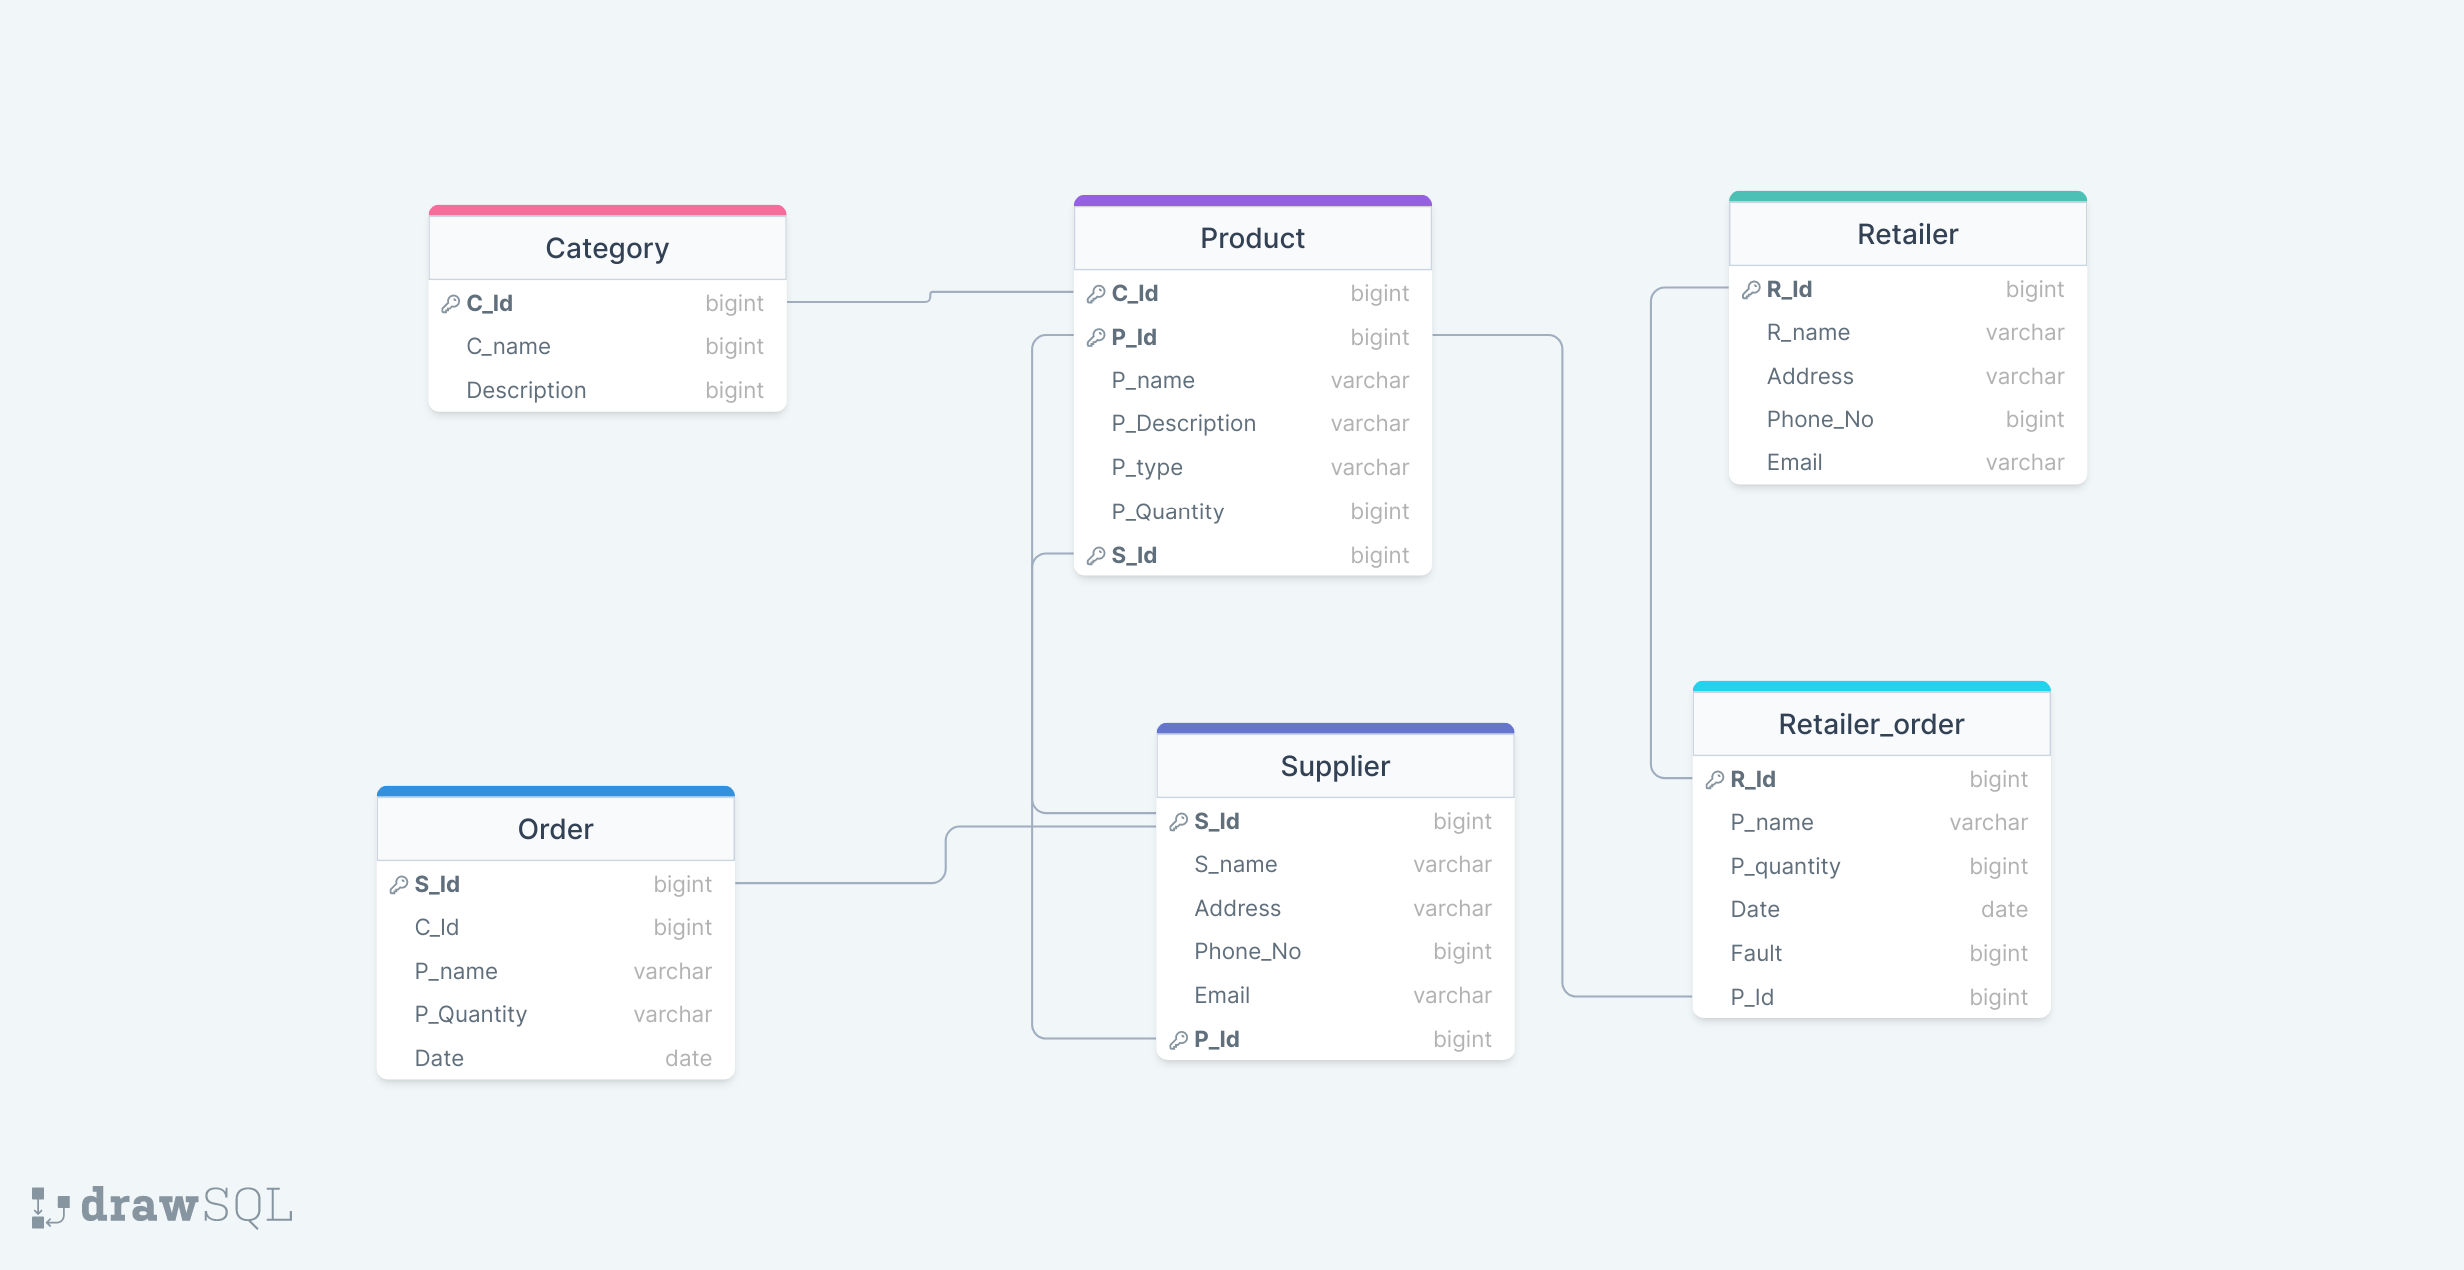 Category
C_Id bigint
C_name bigint
Description bigint
Product
C_Id bigint
P_Id bigint
P_name varchar
P_Description varchar
P_type varchar
P_Quantity bigint
S_Id bigint
Retailer
R_Id bigint
R_name varchar
Address varchar
Phone_No bigint
Email varchar
Order
S_Id bigint
C_Id bigint
P_name varchar
P_Quantity varchar
Date date
Supplier
S_Id bigint
S_name varchar
Address varchar
Phone_No bigint
Email varchar
P_Id bigint
Retailer_order
R_Id bigint
P_name varchar
P_quantity bigint
Date date
Fault bigint
P_Id bigint
drawSQL